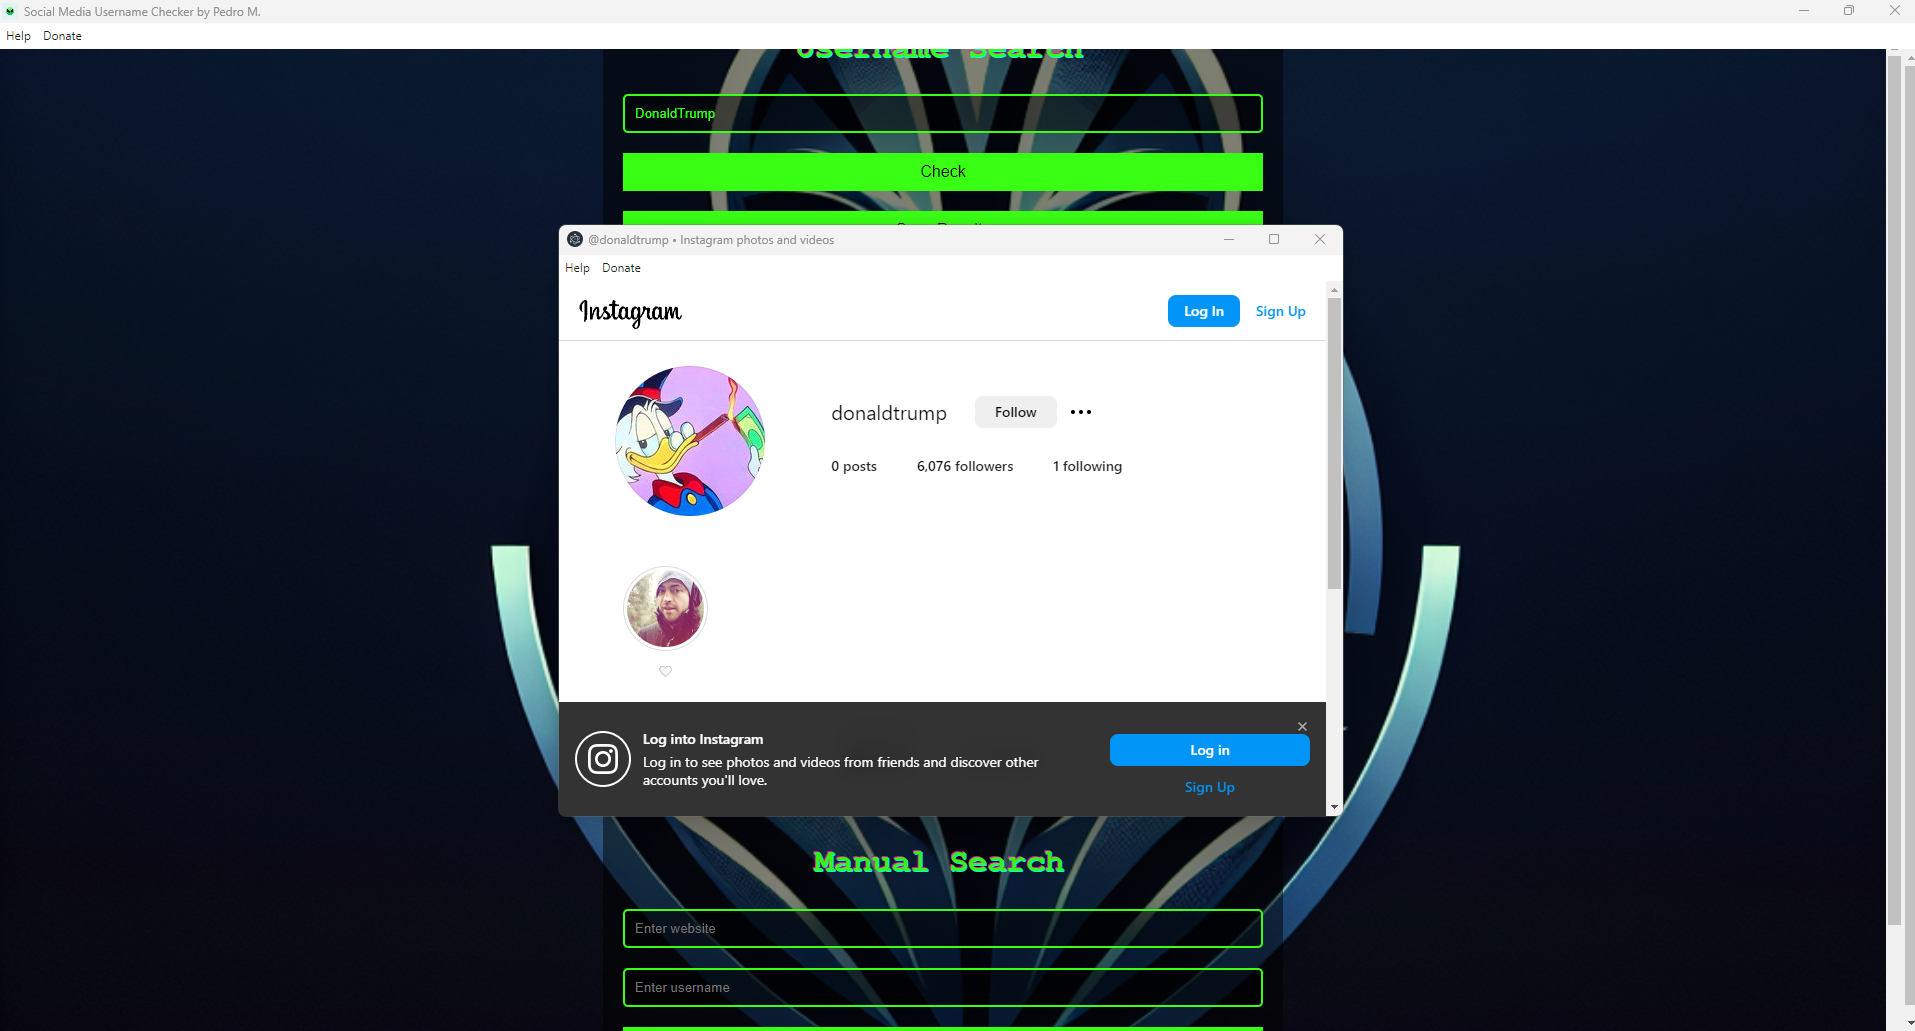 Social Media Username Checker by Pedro M.
Help Donate
Username Search
DonaldTrump
Check
@donaldtrump • Instagram photos and videos
Help Donate
Instagram
Log In Sign Up
donaldtrump Follow
0 posts 6,076 followers 1 following
Log into Instagram
Log in to see photos and videos from friends and discover other
accounts you'll love.
Log in
Sign Up
Manual Search
Enter website
Enter username